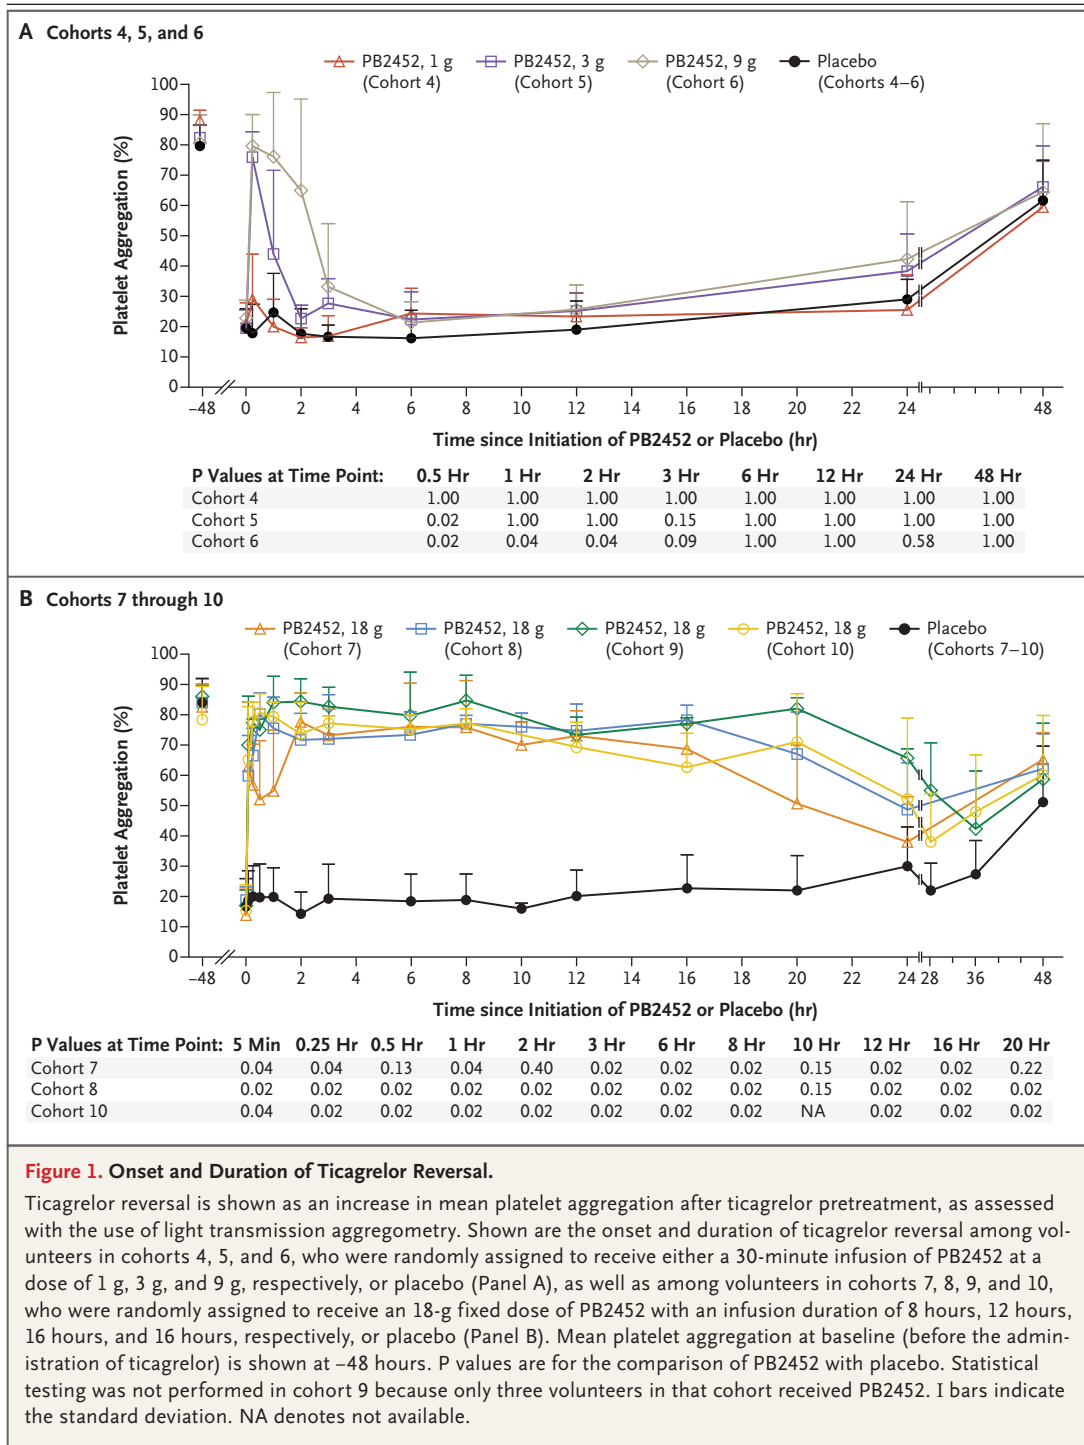 A Cohorts 4, 5, and 6
PB2452, 1 g
(Cohort 4)
PB2452, 3 g
(Cohort 5)
PB2452, 9 g
(Cohort 6)
Placebo
(Cohorts 4–6)
Platelet Aggregation (%)
100
90
80
70
60
50
40
30
20
10
0
–48 0 2 4 6 8 10 12 14 16 18 20 22 24 48
Time since Initiation of PB2452 or Placebo (hr)
P Values at Time Point: 0.5 Hr 1 Hr 2 Hr 3 Hr 6 Hr 12 Hr 24 Hr 48 Hr
Cohort 4 1.00 1.00 1.00 1.00 1.00 1.00 1.00 1.00
Cohort 5 0.02 1.00 1.00 0.15 1.00 1.00 1.00 1.00
Cohort 6 0.02 0.04 0.04 0.09 1.00 1.00 0.58 1.00
B Cohorts 7 through 10
PB2452, 18 g
(Cohort 7)
PB2452, 18 g
(Cohort 8)
PB2452, 18 g
(Cohort 9)
PB2452, 18 g
(Cohort 10)
Placebo
(Cohorts 7–10)
Platelet Aggregation (%)
100
90
80
70
60
50
40
30
20
10
0
–48 0 2 4 6 8 10 12 14 16 18 20 22 24 28 36 48
Time since Initiation of PB2452 or Placebo (hr)
P Values at Time Point: 5 Min 0.25 Hr 0.5 Hr 1 Hr 2 Hr 3 Hr 6 Hr 8 Hr 10 Hr 12 Hr 16 Hr 20 Hr
Cohort 7 0.04 0.04 0.13 0.04 0.40 0.02 0.02 0.02 0.15 0.02 0.02 0.22
Cohort 8 0.02 0.02 0.02 0.02 0.02 0.02 0.02 0.02 0.15 0.02 0.02 0.02
Cohort 10 0.04 0.02 0.02 0.02 0.02 0.02 0.02 0.02 NA 0.02 0.02 0.02
Figure 1. Onset and Duration of Ticagrelor Reversal.
Ticagrelor reversal is shown as an increase in mean platelet aggregation after ticagrelor pretreatment, as assessed
with the use of light transmission aggregometry. Shown are the onset and duration of ticagrelor reversal among vol-
unteers in cohorts 4, 5, and 6, who were randomly assigned to receive either a 30-minute infusion of PB2452 at a
dose of 1 g, 3 g, and 9 g, respectively, or placebo (Panel A), as well as among volunteers in cohorts 7, 8, 9, and 10,
who were randomly assigned to receive an 18-g fixed dose of PB2452 with an infusion duration of 8 hours, 12 hours,
16 hours, and 16 hours, respectively, or placebo (Panel B). Mean platelet aggregation at baseline (before the admin-
istration of ticagrelor) is shown at –48 hours. P values are for the comparison of PB2452 with placebo. Statistical
testing was not performed in cohort 9 because only three volunteers in that cohort received PB2452. I bars indicate
the standard deviation. NA denotes not available.